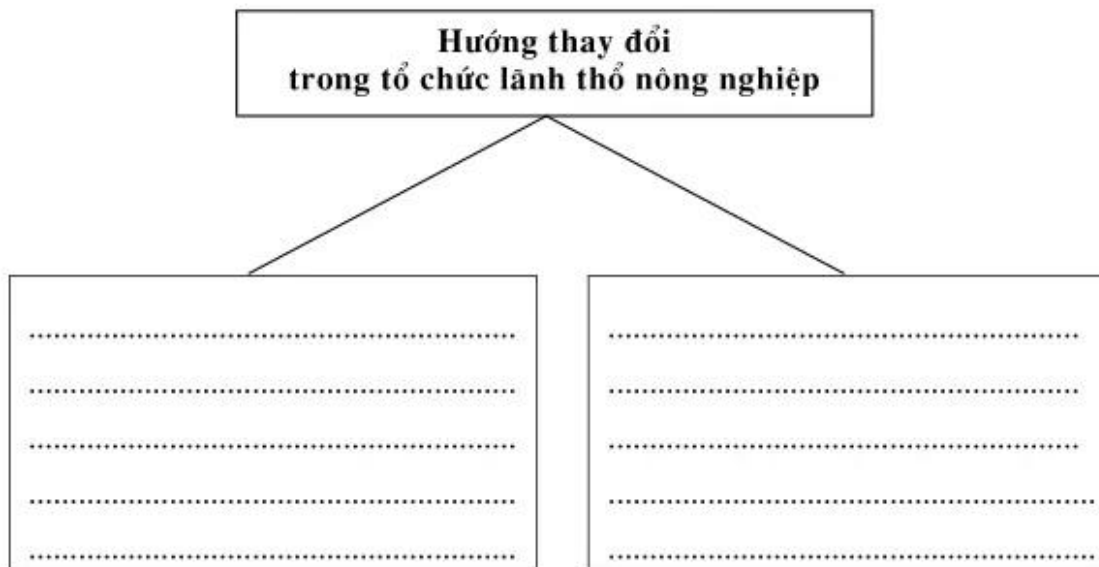 Hướng thay đổi
trong tổ chức lãnh thổ nông nghiệp